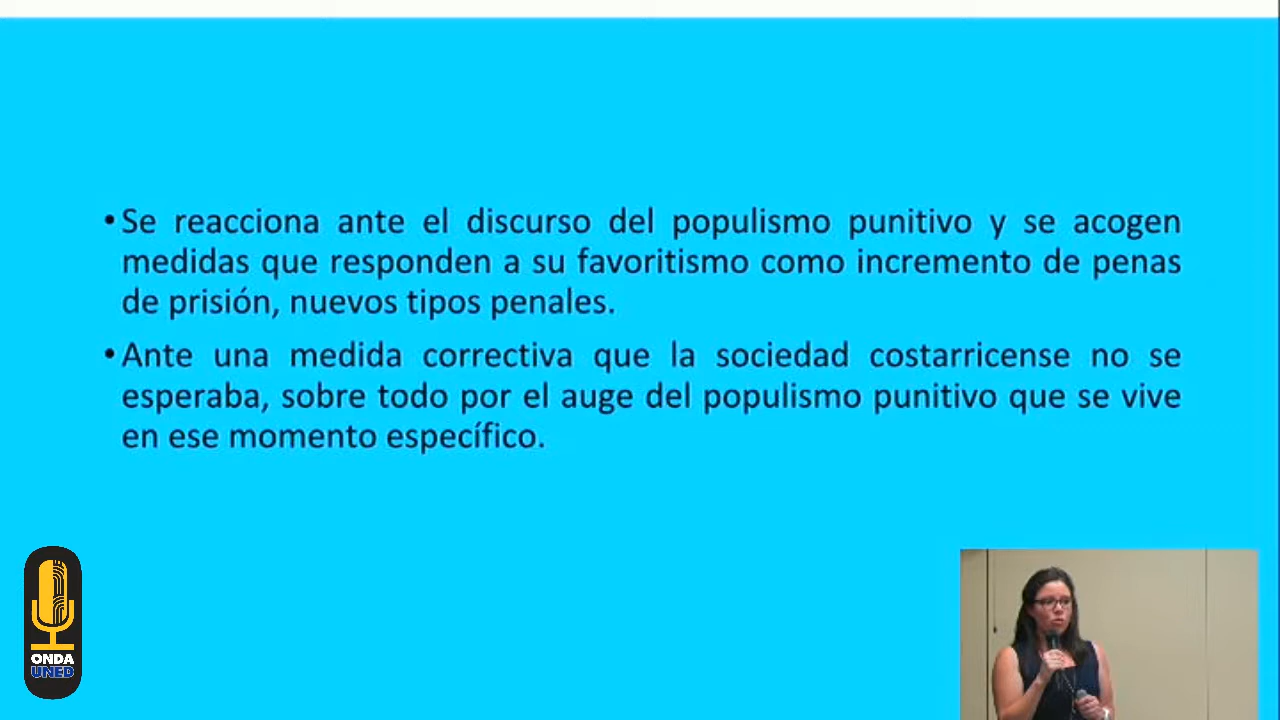 •Se reacciona ante el discurso del populismo punitivo y se acogen
medidas que responden a su favoritismo como incremento de penas
de prisión, nuevos tipos penales.
•Ante una medida correctiva que la sociedad costarricense no se
esperaba, sobre todo por el auge del populismo punitivo que se vive
en ese momento específico.
ONDA
UNED